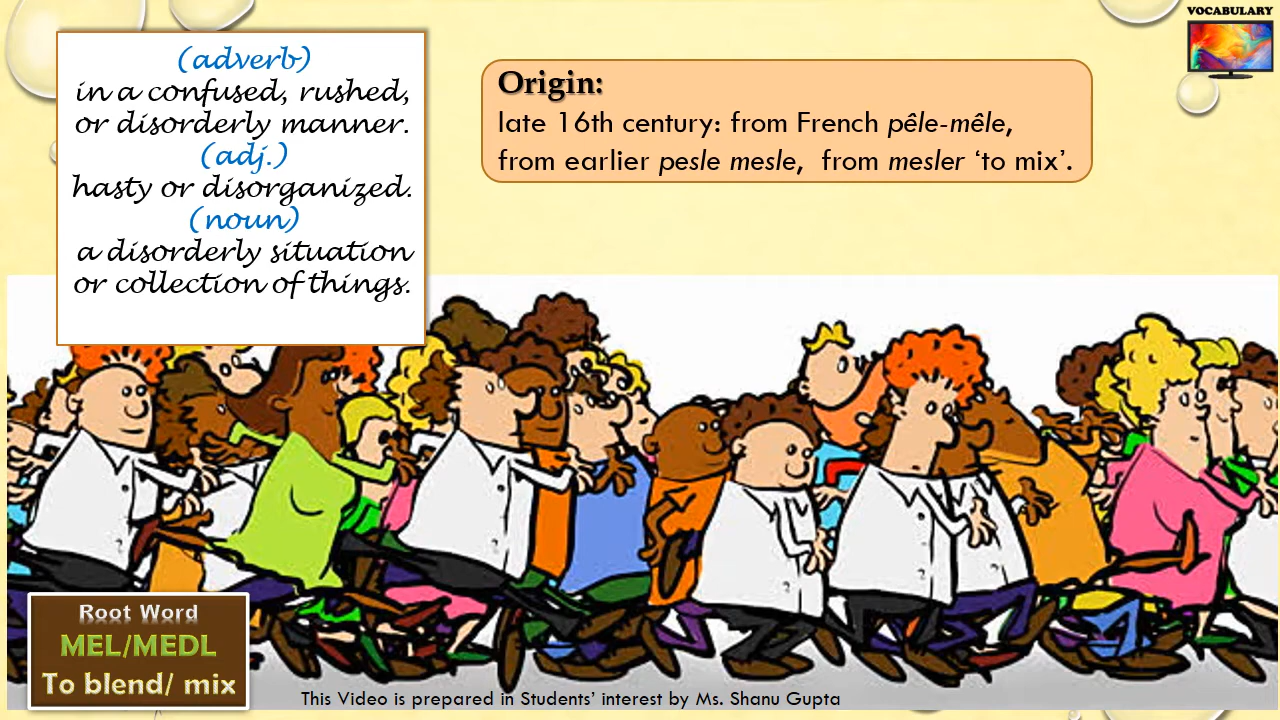 VOCABULARY
(adverb)
in a confused, rushed,
or disorderly manner.
(adj.)
hasty or disorganized.
(noun)
a disorderly situation
or collection of things.
Origin:
late 16th century: from French pêle-mêle,
from earlier pesle mesle, from mesler ‘to mix’.
Root Word
MEL/MEDL
To blend/ mix
This Video is prepared in Students’ interest by Ms. Shanu Gupta